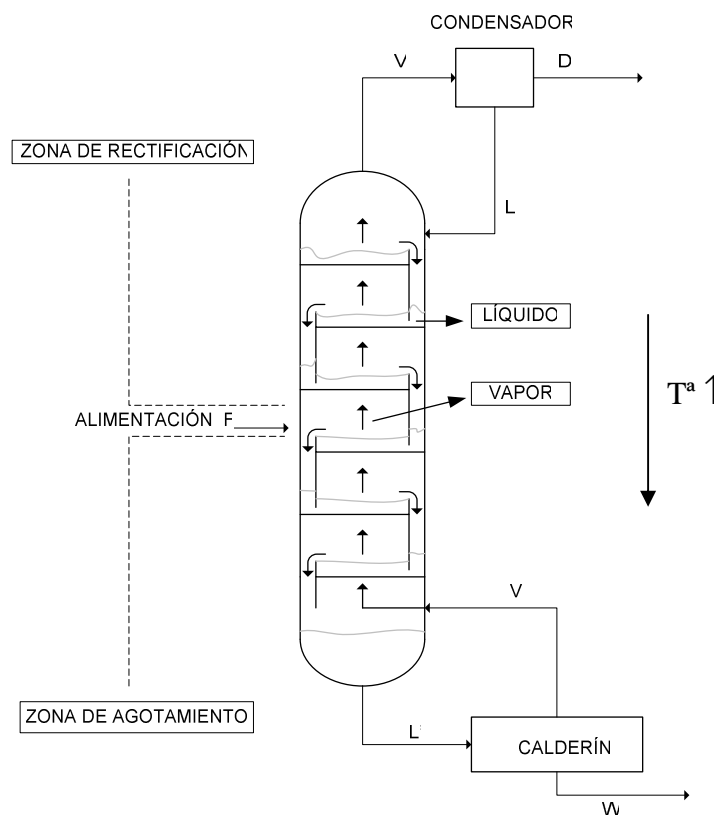 CONDENSADOR
V
D
ZONA DE RECTIFICACIÓN
L
LÍQUIDO
VAPOR
Tª ↑
ALIMENTACIÓN F
V
ZONA DE AGOTAMIENTO
L'
CALDERÍN
W